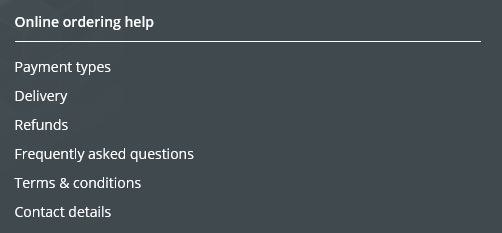 Online ordering help
Payment types
Delivery
Refunds
Frequently asked questions
Terms & conditions
Contact details